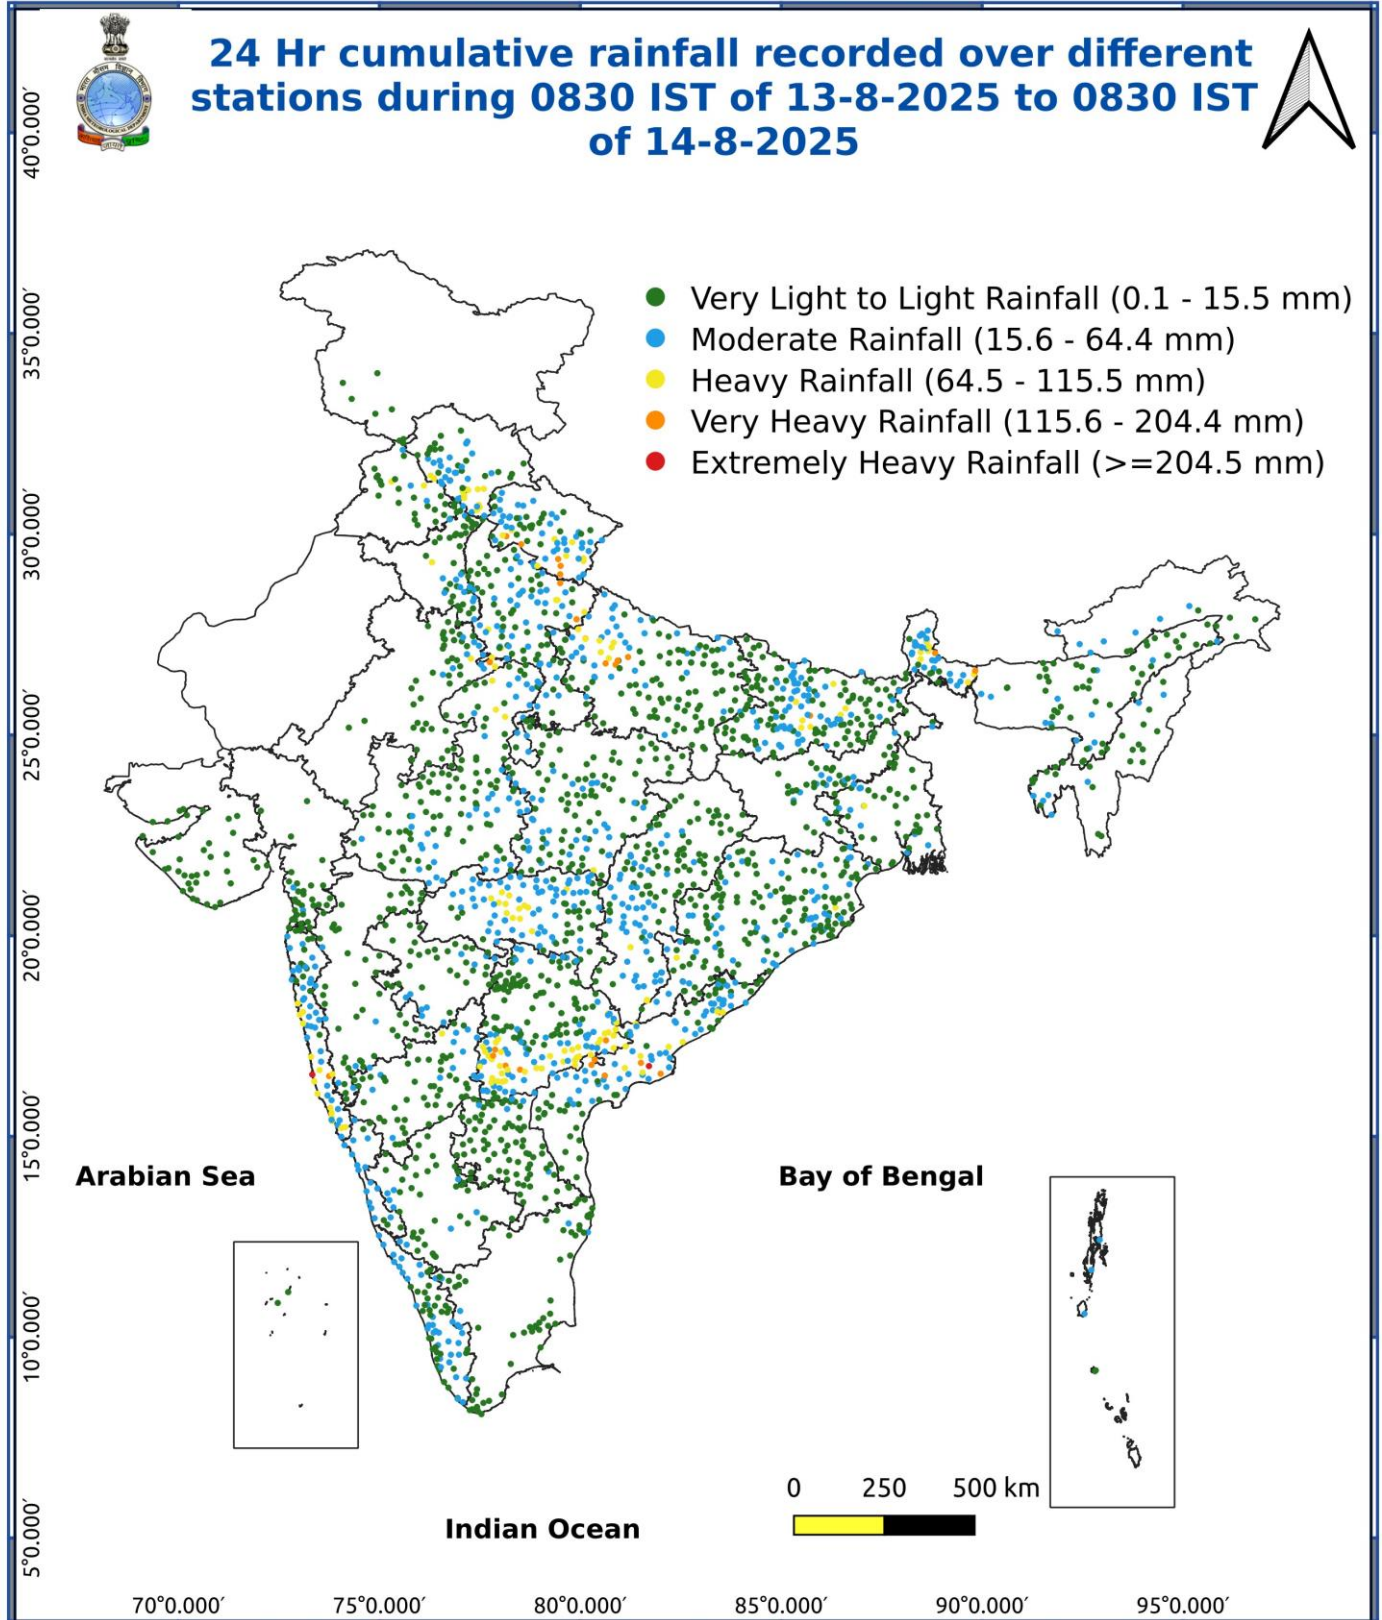 24 Hr cumulative rainfall recorded over different
stations during 0830 IST of 13-8-2025 to 0830 IST
of 14-8-2025
Very Light to Light Rainfall (0.1 - 15.5 mm)
Moderate Rainfall (15.6 - 64.4 mm)
Heavy Rainfall (64.5 - 115.5 mm)
Very Heavy Rainfall (115.6 - 204.4 mm)
Extremely Heavy Rainfall (>=204.5 mm)
40°0.000′
35°0.000′
30°0.000′
25°0.000′
20°0.000′
15°0.000′
10°0.000′
5°0.000′
Arabian Sea
Bay of Bengal
Indian Ocean
0 250 500 km
70°0.000′ 75°0.000′ 80°0.000′ 85°0.000′ 90°0.000′ 95°0.000′